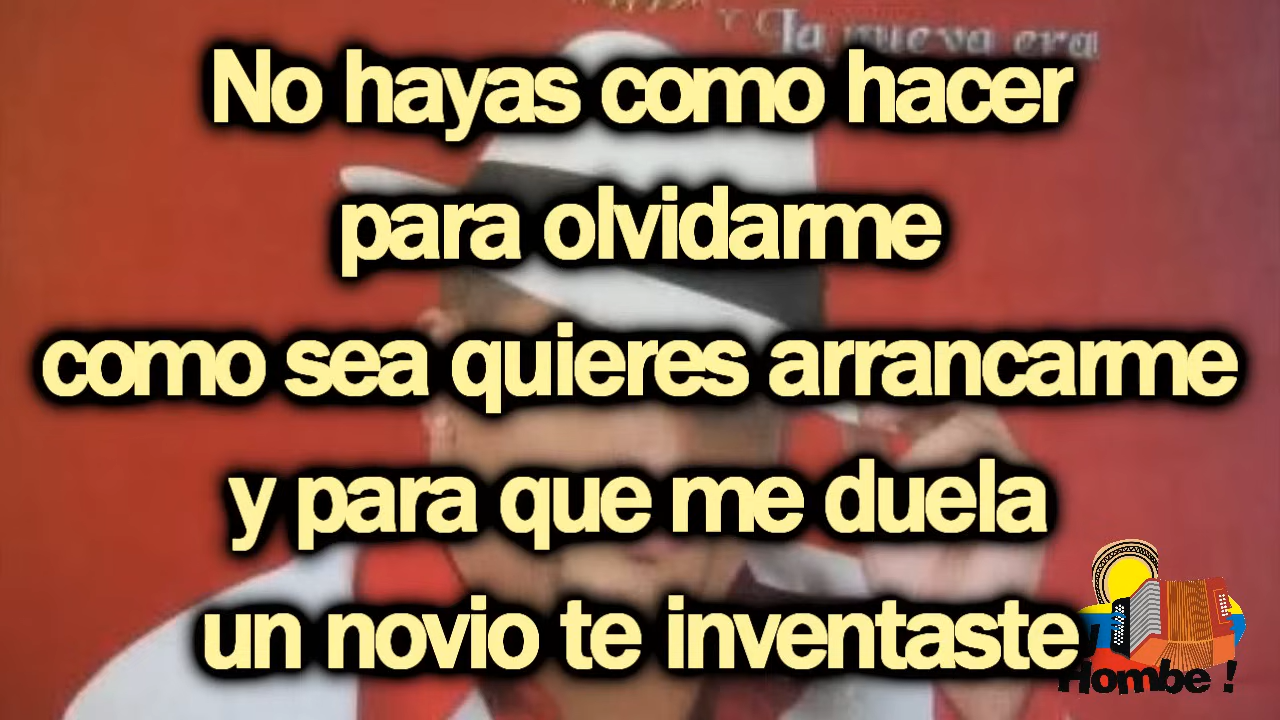 la nueva era
No hayas como hacer
para olvidarme
como sea quieres arrancarme
y para que me duela
un novio te inventaste
Hombe !